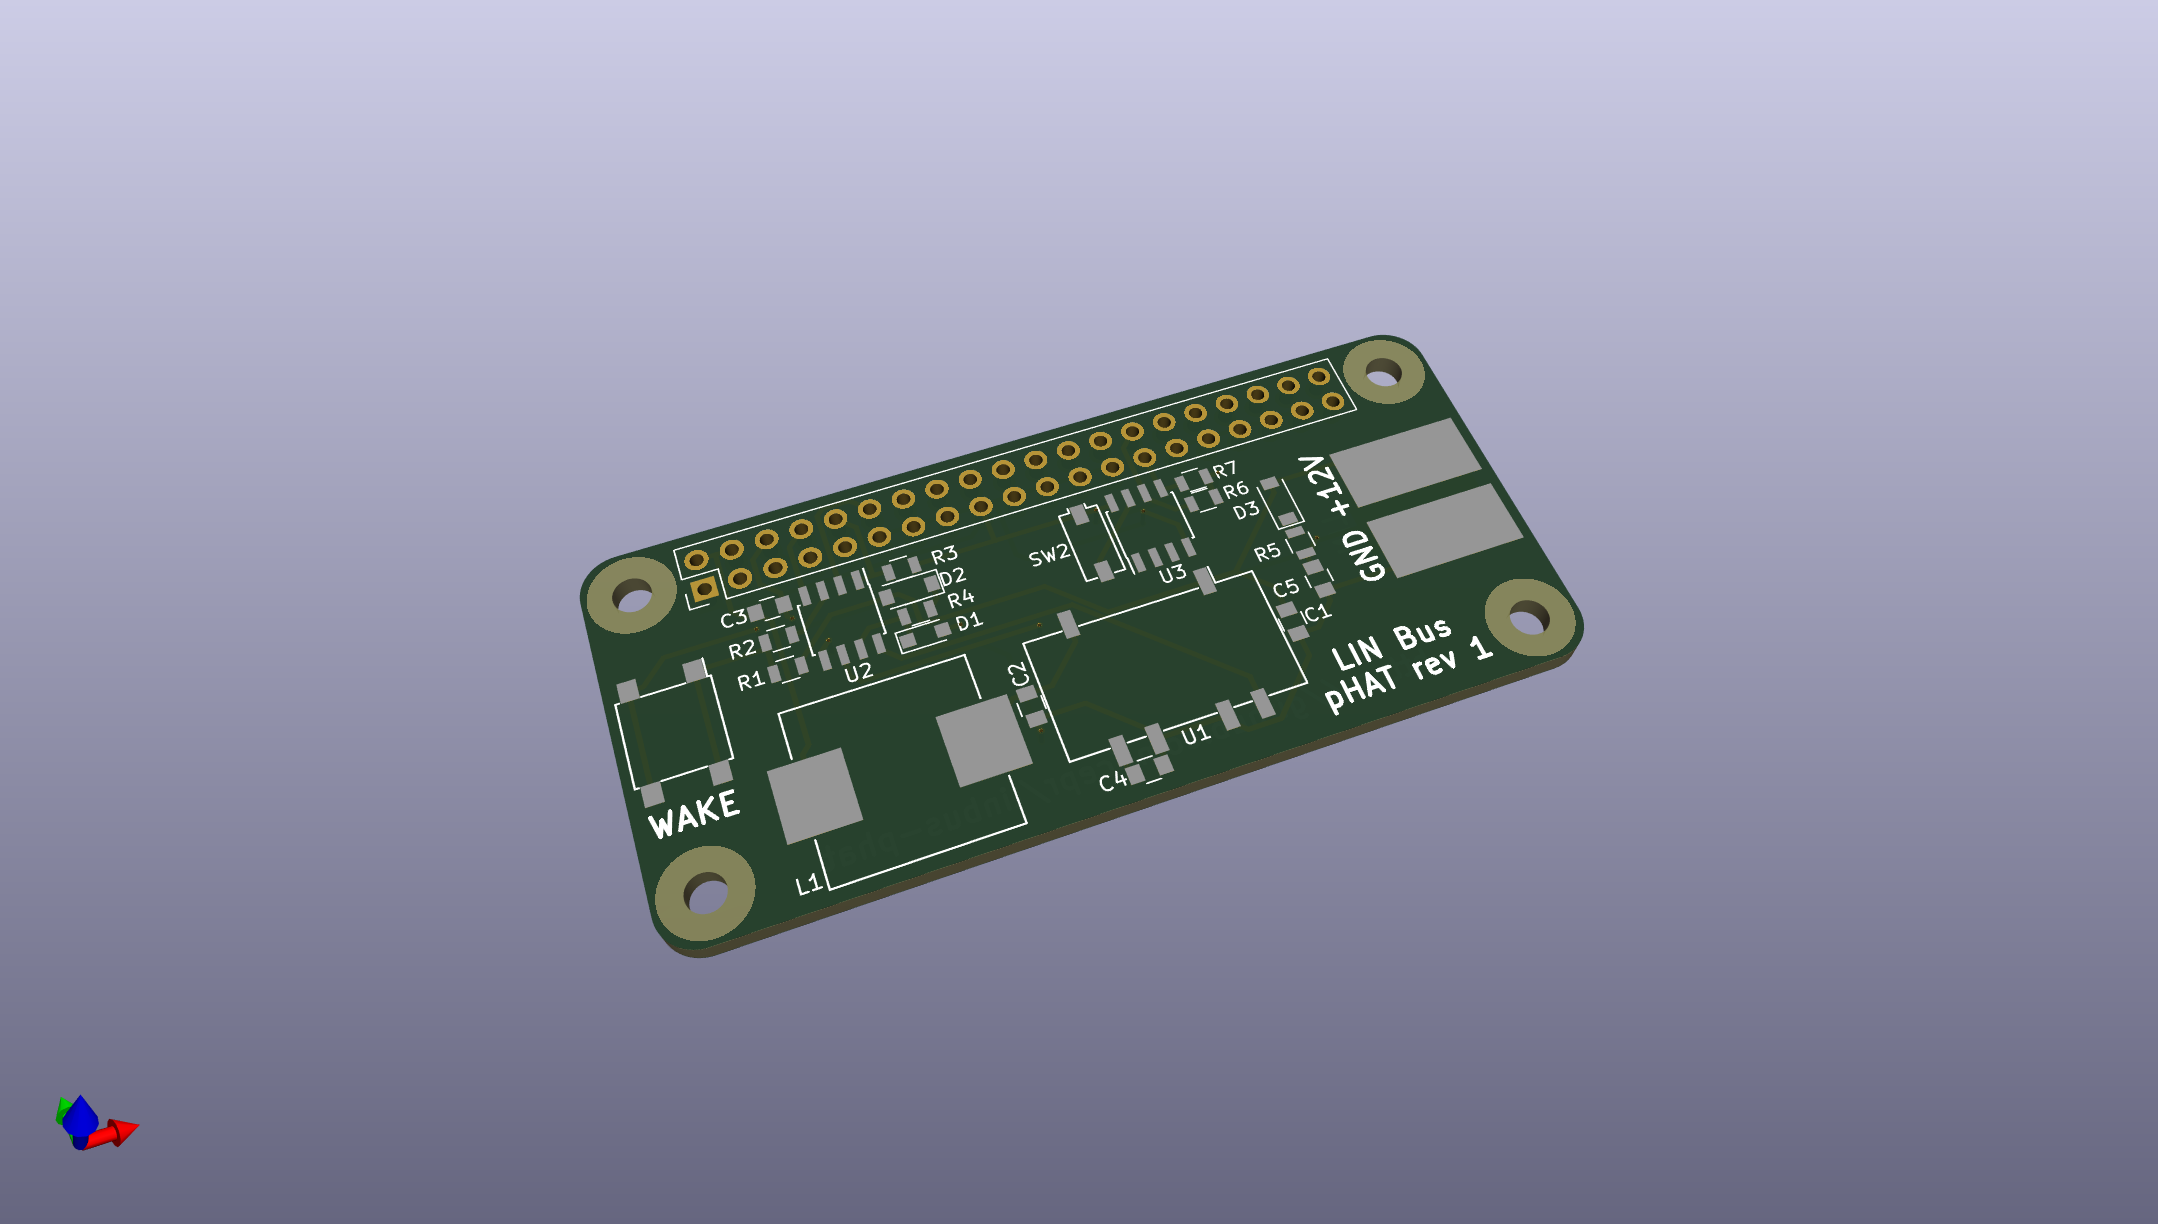 R7
R6
+12V
D3
SW2
R3
R5
GND
D2
U3
R4
C5
C3
D1
C1
R2
LIN Bus
U2
C2
pHAT rev 1
R1
U1
C4
WAKE
L1